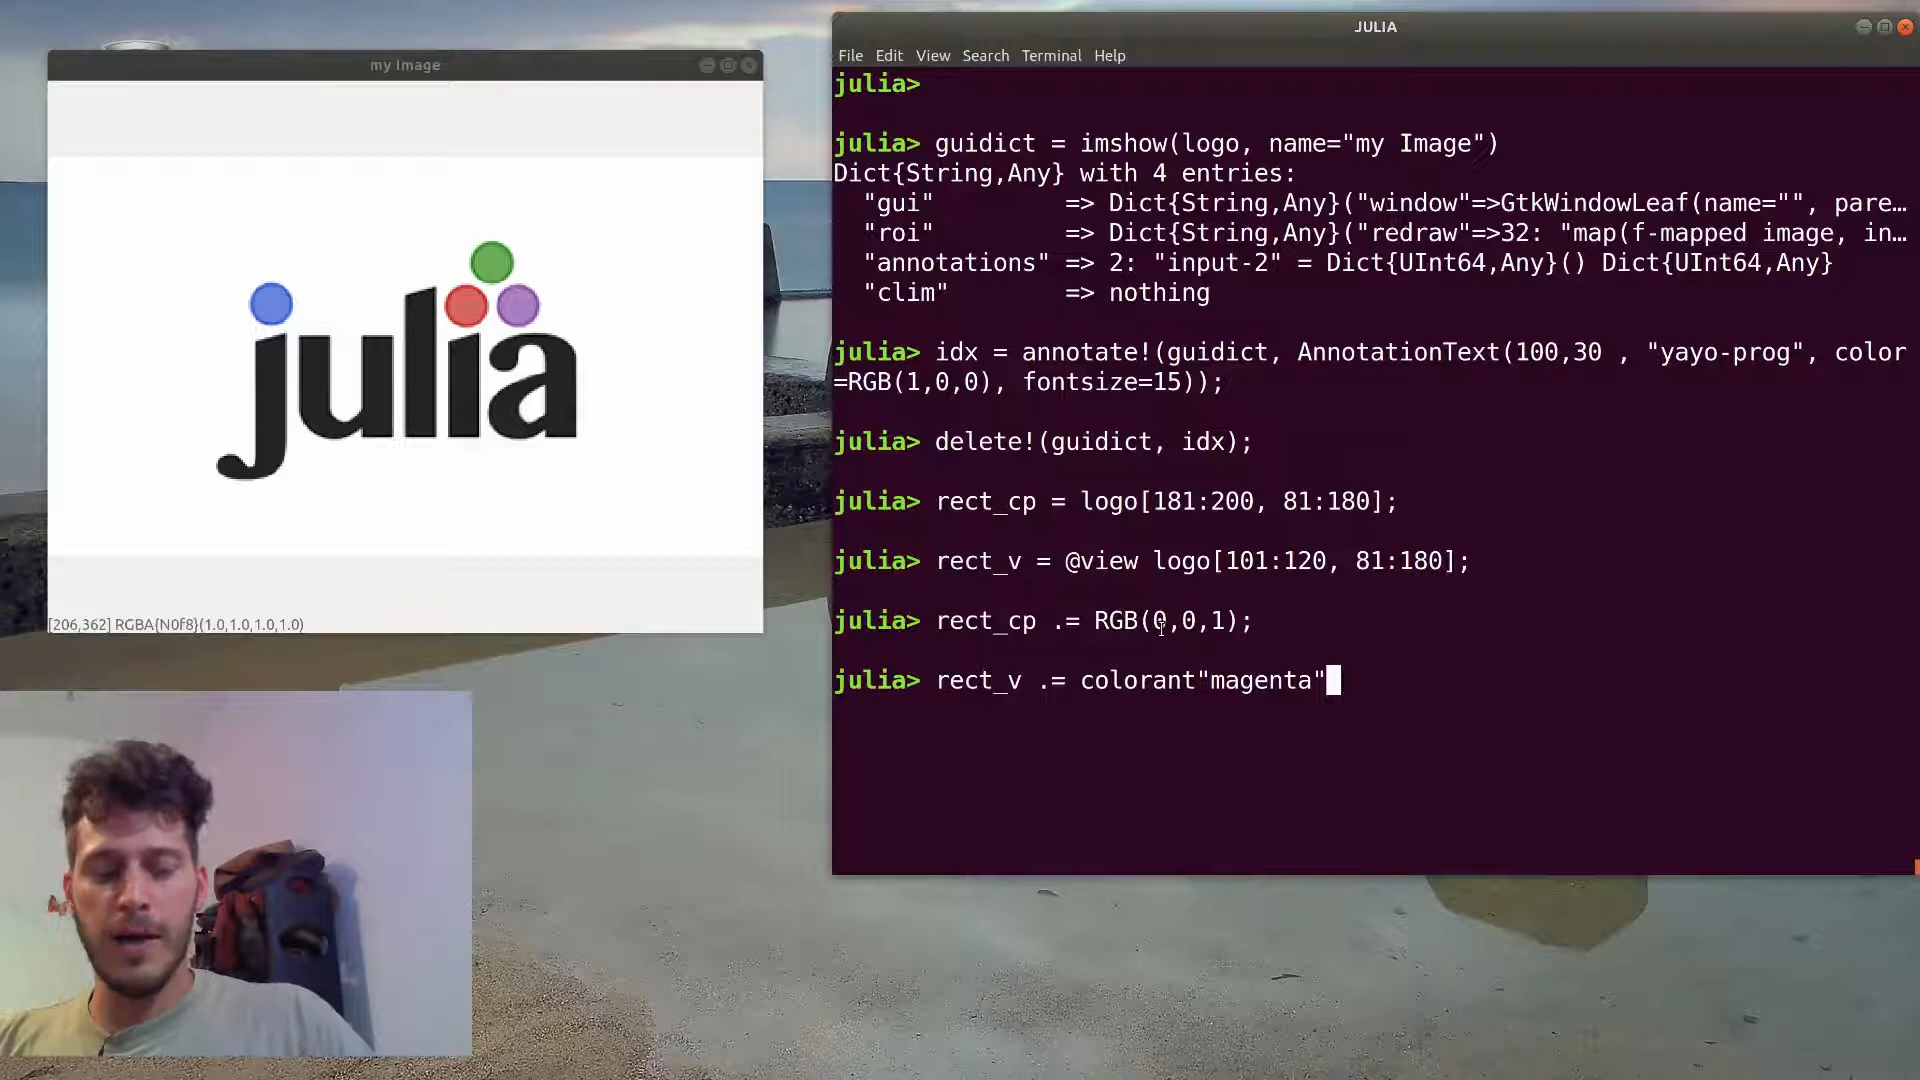 my Image
julia
[206,362] RGBA{N0f8}(1.0,1.0,1.0,1.0)
JULIA
File Edit View Search Terminal Help
julia>
julia> guidict = imshow(logo, name="my Image")
Dict{String,Any} with 4 entries:
"gui" => Dict{String,Any}("window"=>GtkWindowLeaf(name="", pare…
"roi" => Dict{String,Any}("redraw"=>32: "map(f-mapped image, in…
"annotations" => 2: "input-2" = Dict{UInt64,Any}() Dict{UInt64,Any}
"clim" => nothing
julia> idx = annotate!(guidict, AnnotationText(100,30 , "yayo-prog", color
=RGB(1,0,0), fontsize=15));
julia> delete!(guidict, idx);
julia> rect_cp = logo[181:200, 81:180];
julia> rect_v = @view logo[101:120, 81:180];
julia> rect_cp .= RGB(0,0,1);
julia> rect_v .= colorant"magenta"